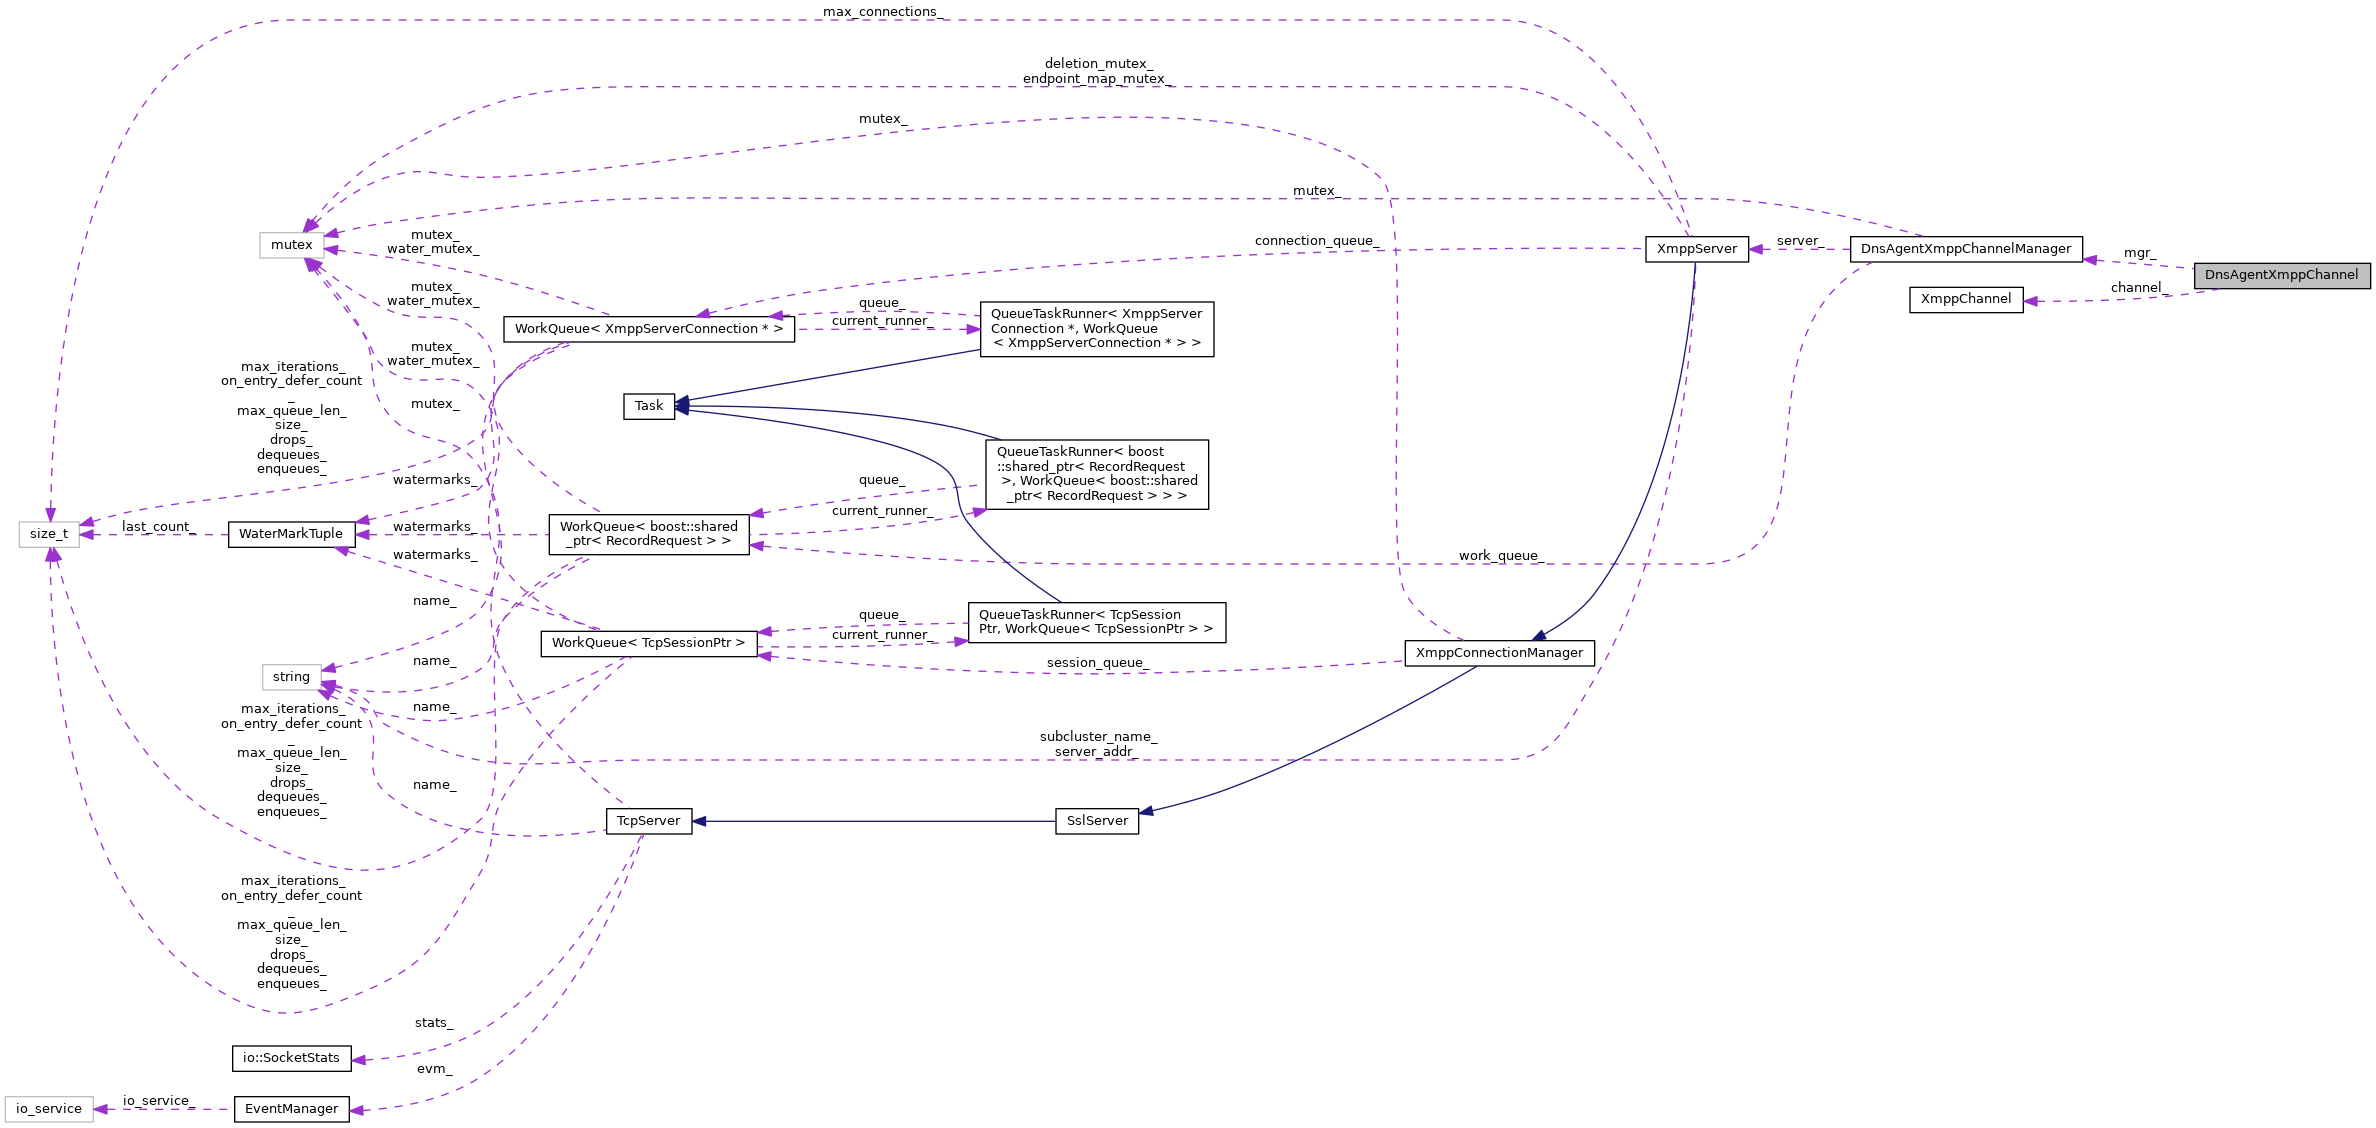 max_connections_
deletion_mutex_
endpoint_map_mutex_
mutex_
mutex_
mutex_
water_mutex_
mutex
connection_queue_
XmppServer
server_
DnsAgentXmppChannelManager
mgr_
DnsAgentXmppChannel
channel_
XmppChannel
mutex_
water_mutex_
WorkQueue< XmppServerConnection * >
queue_
current_runner_
QueueTaskRunner< XmppServer
Connection *, WorkQueue
< XmppServerConnection * > >
mutex_
water_mutex_
max_iterations_
on_entry_defer_count
_
max_queue_len_
size_
drops_
dequeues_
enqueues_
mutex_
Task
QueueTaskRunner< boost
::shared_ptr< RecordRequest
>, WorkQueue< boost::shared
_ptr< RecordRequest > > >
watermarks_
queue_
current_runner_
size_t
last_count_
WaterMarkTuple
watermarks_
WorkQueue< boost::shared
_ptr< RecordRequest > >
watermarks_
work_queue_
name_
queue_
current_runner_
QueueTaskRunner< TcpSession
Ptr, WorkQueue< TcpSessionPtr > >
WorkQueue< TcpSessionPtr >
XmppConnectionManager
session_queue_
name_
string
name_
max_iterations_
on_entry_defer_count
_
max_queue_len_
size_
drops_
dequeues_
enqueues_
subcluster_name_
server_addr_
name_
TcpServer
SslServer
max_iterations_
on_entry_defer_count
_
max_queue_len_
size_
drops_
dequeues_
enqueues_
stats_
io::SocketStats
evm_
io_service
io_service_
EventManager